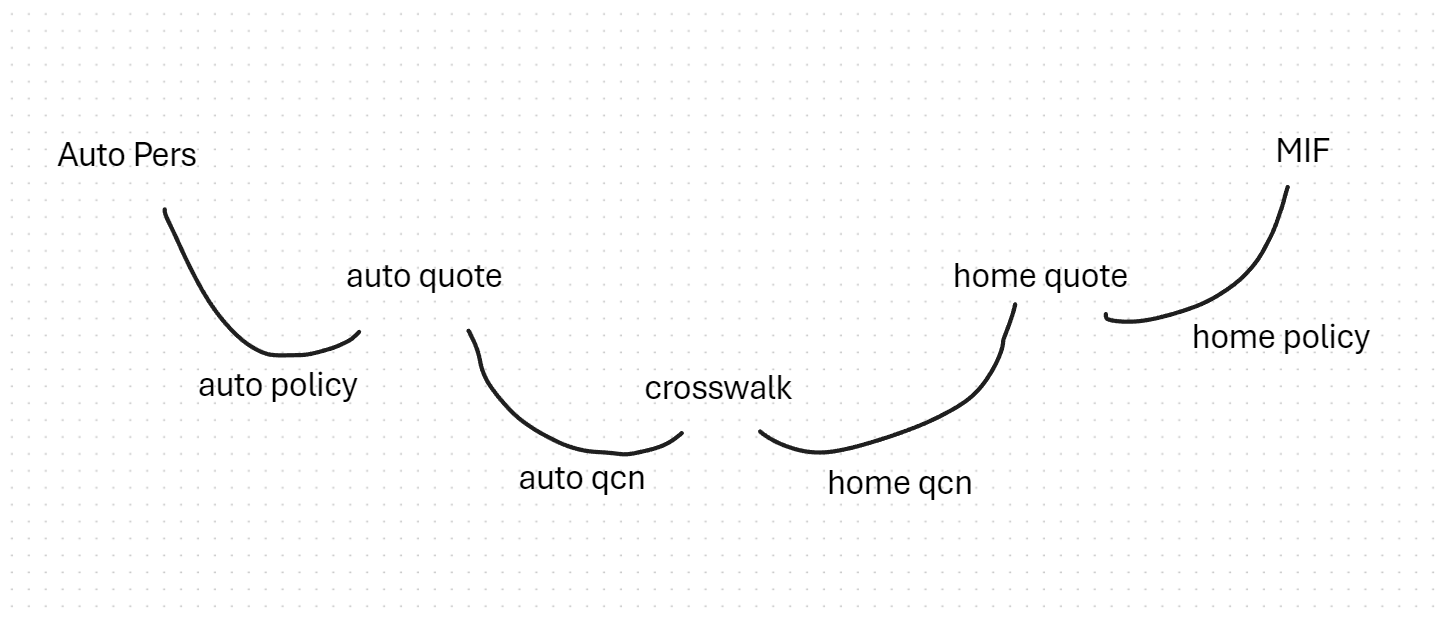 Auto Pers
MIF
auto quote
home quote
home policy
auto policy
crosswalk
auto qcn
home qcn